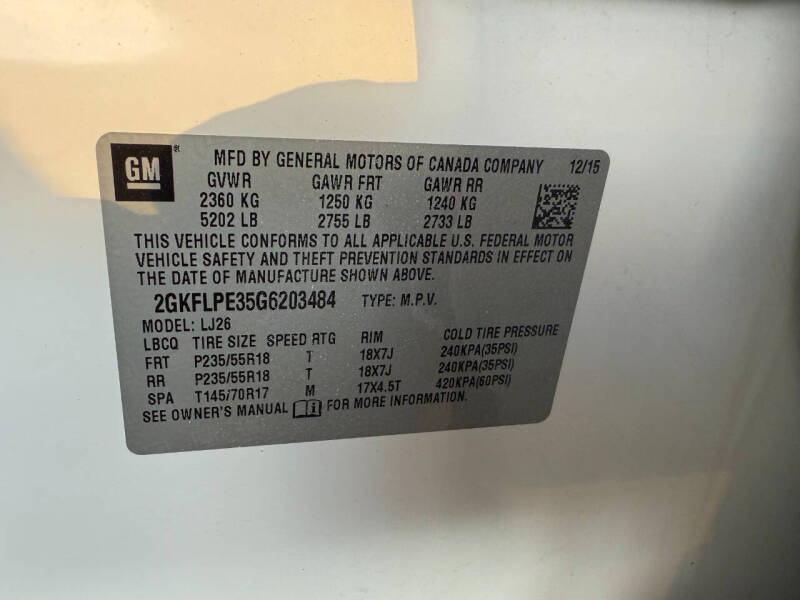 GM
MFD BY GENERAL MOTORS OF CANADA COMPANY 12/15
GVWR GAWR FRT GAWR RR
2360 KG 1250 KG 1240 KG
5202 LB 2755 LB 2733 LB
THIS VEHICLE CONFORMS TO ALL APPLICABLE U.S. FEDERAL MOTOR
VEHICLE SAFETY AND THEFT PREVENTION STANDARDS IN EFFECT ON
THE DATE OF MANUFACTURE SHOWN ABOVE.
2GKFLPE35G6203484 TYPE: M.P.V.
MODEL: LJ26
LBCQ TIRE SIZE SPEED RTG RIM COLD TIRE PRESSURE
FRT P235/55R18 T 18X7J 240KPA(35PSI)
RR P235/55R18 T 18X7J 240KPA(35PSI)
SPA T145/70R17 M 17X4.5T 420KPA(60PSI)
SEE OWNER'S MANUAL i FOR MORE INFORMATION.